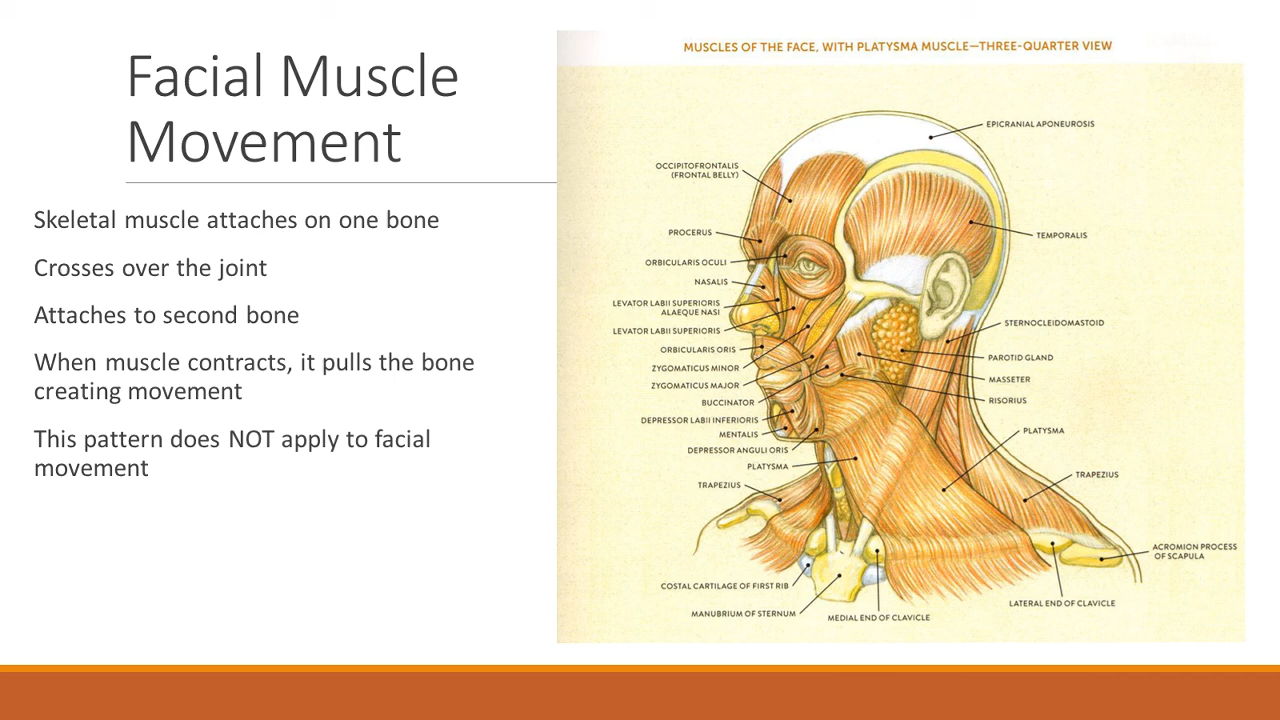 Facial Muscle
Movement
Skeletal muscle attaches on one bone
Crosses over the joint
Attaches to second bone
When muscle contracts, it pulls the bone
creating movement
This pattern does NOT apply to facial
movement
MUSCLES OF THE FACE, WITH PLATYSMA MUSCLE—THREE-QUARTER VIEW
EPICRANIAL APONEUROSIS
OCCIPITOFRONTALIS
(FRONTAL BELLY)
PROCERUS
TEMPORALIS
ORBICULARIS OCULI
NASALIS
LEVATOR LABII SUPERIORIS
ALAEQUE NASI
LEVATOR LABII SUPERIORIS
STERNOCLEIDOMASTOID
ORBICULARIS ORIS
PAROTID GLAND
ZYGOMATICUS MINOR
MASSETER
ZYGOMATICUS MAJOR
RISORIUS
BUCCINATOR
DEPRESSOR LABII INFERIORIS
PLATYSMA
MENTALIS
DEPRESSOR ANGULI ORIS
PLATYSMA
TRAPEZIUS
TRAPEZIUS
ACROMION PROCESS
OF SCAPULA
COSTAL CARTILAGE OF FIRST RIB
LATERAL END OF CLAVICLE
MANUBRIUM OF STERNUM
MEDIAL END OF CLAVICLE